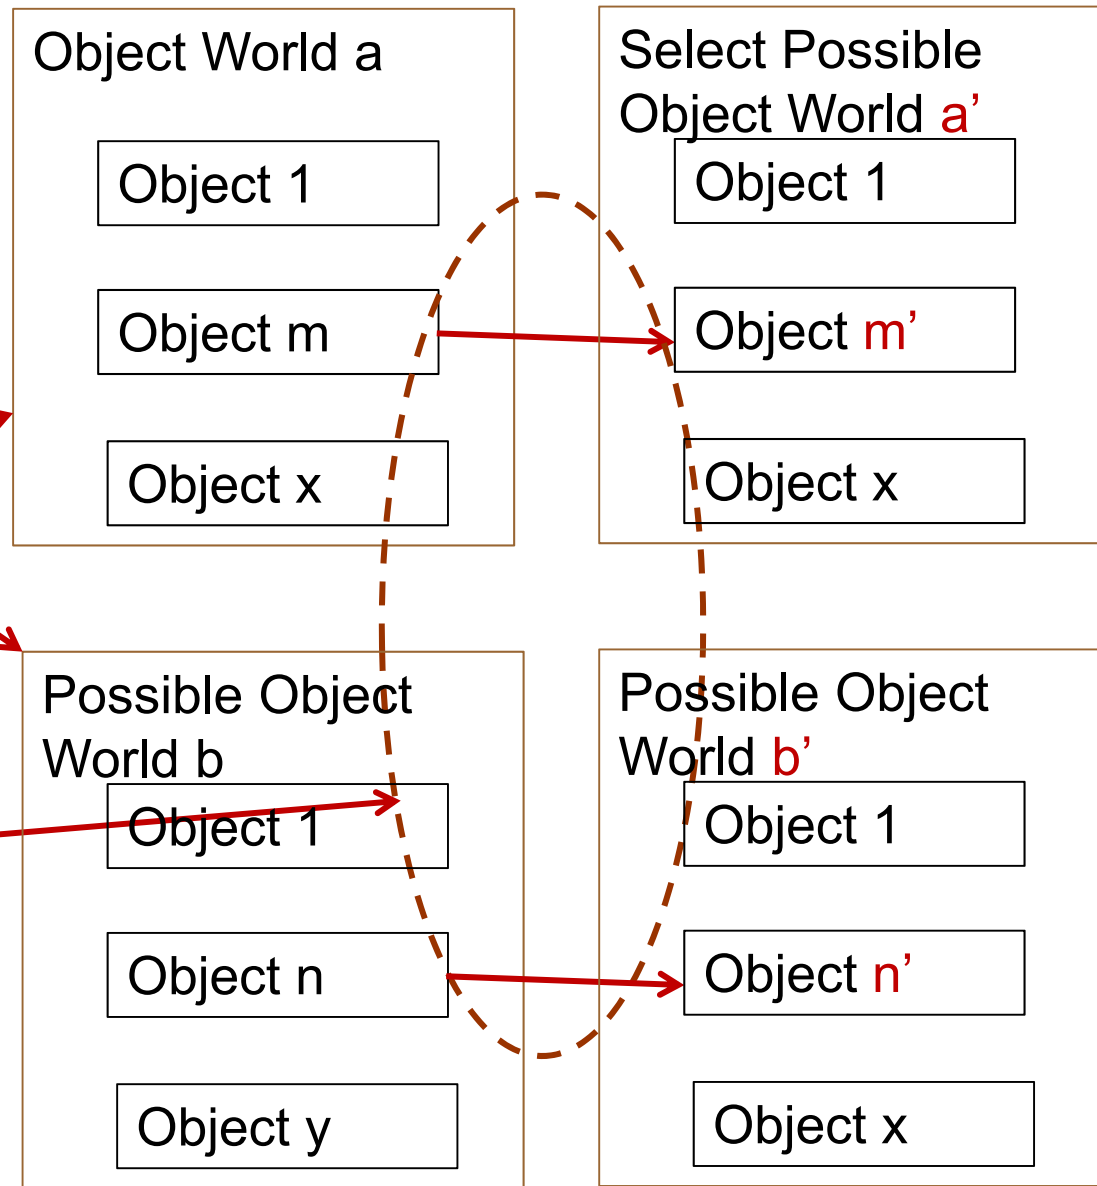 Object World a
Object 1
Object m
Object x
Select Possible
Object World a’
Object 1
Object m’
Object x
Possible Object
World b
Object 1
Object n
Object y
Possible Object
World b’
Object 1
Object n’
Object x